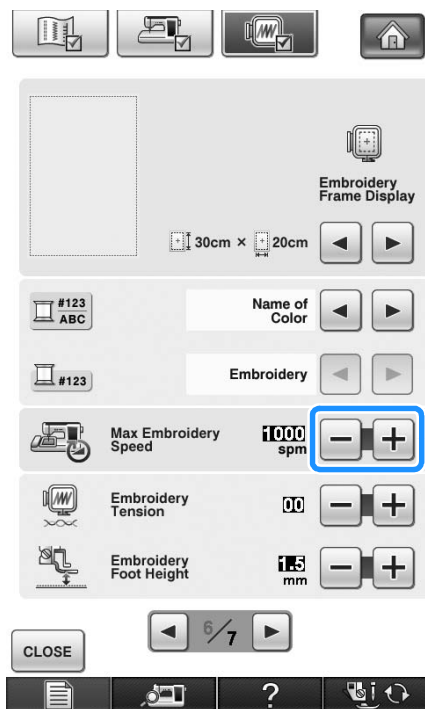 Embroidery
Frame Display
30cm × 20cm
#123
ABC
Name of
Color
#123
Embroidery
Max Embroidery
Speed
1000
spm
Embroidery
Tension
00
Embroidery
Foot Height
1.5
mm
6/7
CLOSE
?